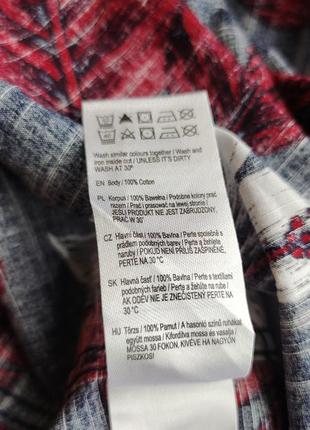 Wash similar colours together / Wash and
iron inside out / UNLESS IT'S DIRTY
WASH AT 30°
EN Body / 100% Cotton
PL Korpus / 100% Bawełna / Podobne kolory prać
razem / Prać i prasować na lewej stronie /
JEŚLI PRODUKT NIE JEST ZABRUDZONY,
PRAĆ W 30°
CZ Hlavní část / 100% Bavlna / Perte společně s
prádlem podobných barev / Perte a žehlete
naruby / POKUD NENÍ PŘÍLIŠ ZAŠPINĚNÉ,
PERTE NA 30 °C
SK Hlavná časť / 100% Bavlna / Perte s textíliami
podobných farieb / Perte a žehlite na rube /
AK ODEV NIE JE ZNEČISTENÝ PERTE NA
30 °C
HU Törzs / 100% Pamut / A hasonló színű ruhákat
együtt mossa / Kifordítva mossa és vasalja
MOSSA 30 FOKON, KIVÉVE HA NAGYON
PISZKOS!